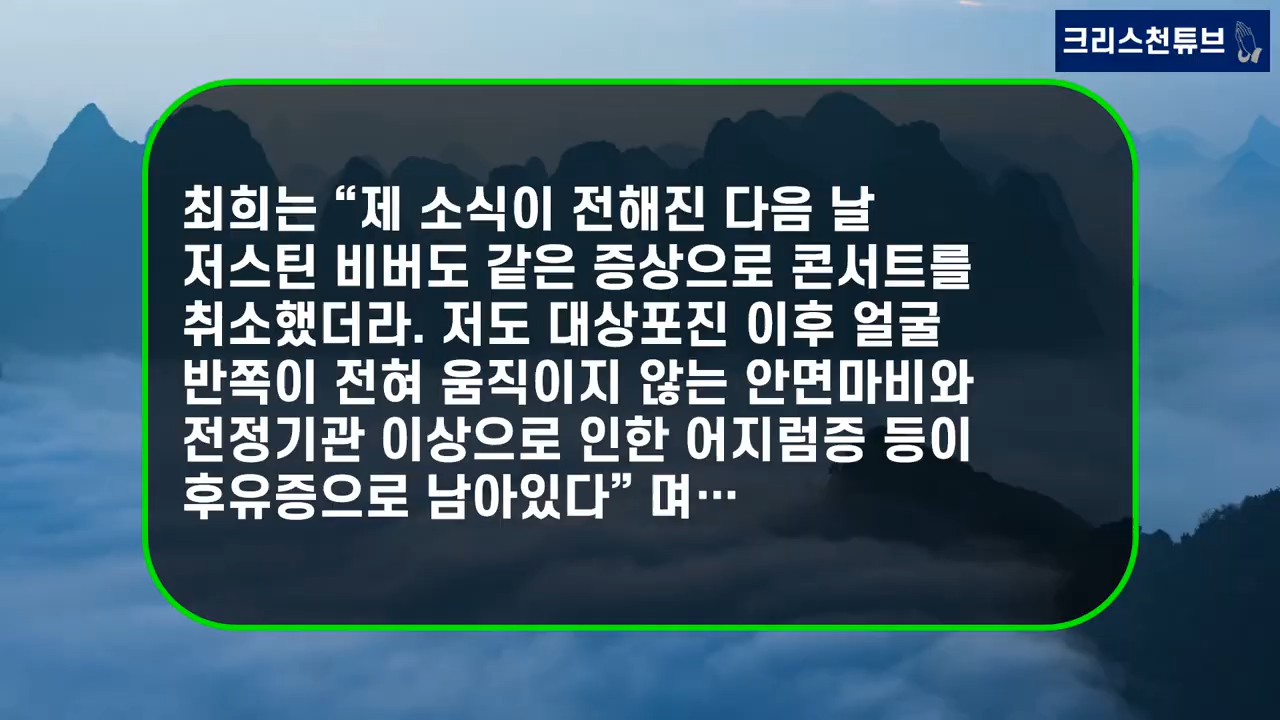 크리스천튜브
최희는 “제 소식이 전해진 다음 날
저스틴 비버도 같은 증상으로 콘서트를
취소했더라. 저도 대상포진 이후 얼굴
반쪽이 전혀 움직이지 않는 안면마비와
전정기관 이상으로 인한 어지럼증 등이
후유증으로 남아있다” 며…